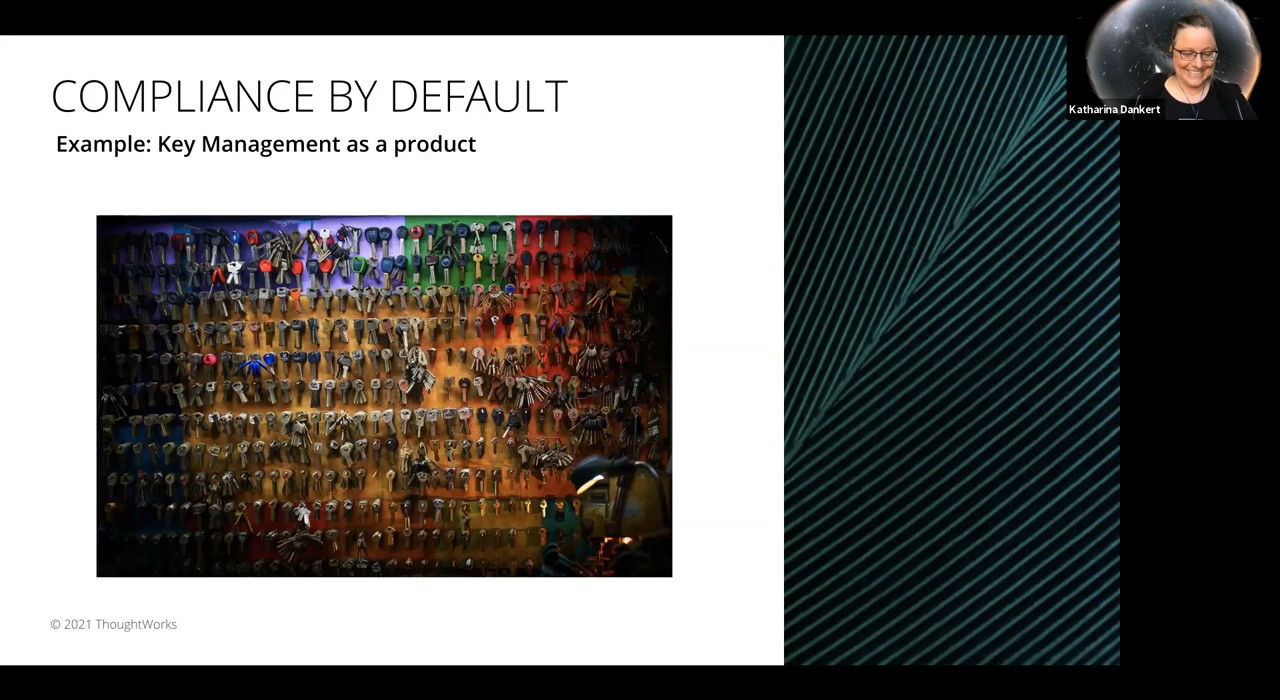 COMPLIANCE BY DEFAULT
Example: Key Management as a product
Katharina Dankert
© 2021 ThoughtWorks